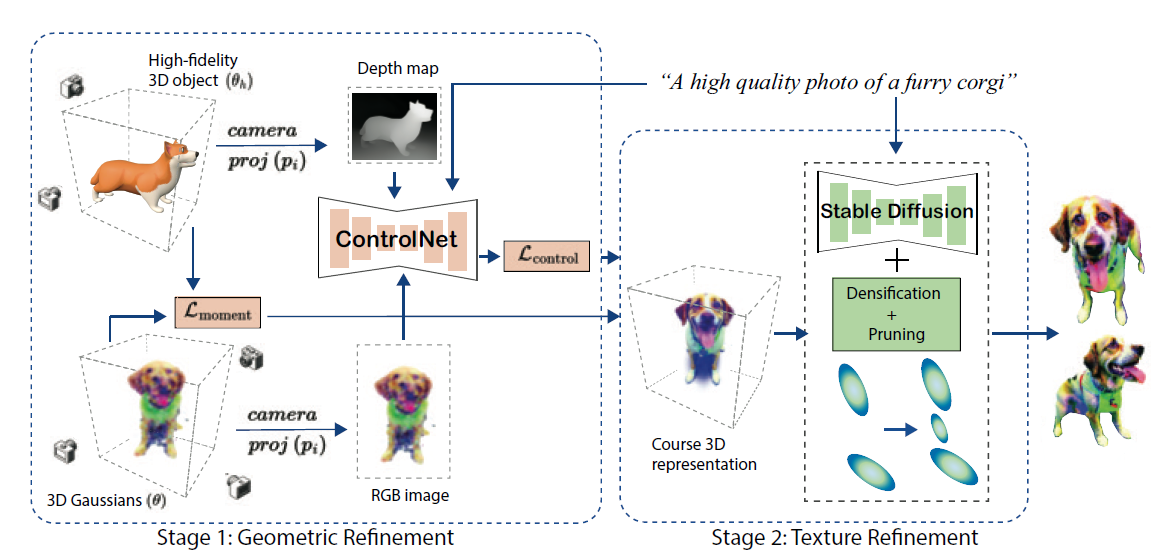 High-fidelity
3D object (θₕ)
camera
proj (pᵢ)
Depth map
"A high quality photo of a furry corgi"
ControlNet
ℒcontrol
ℒmoment
3D Gaussians (θ)
camera
proj (pᵢ)
RGB image
Stage 1: Geometric Refinement
Course 3D
representation
Stable Diffusion
+
Densification
+
Pruning
Stage 2: Texture Refinement